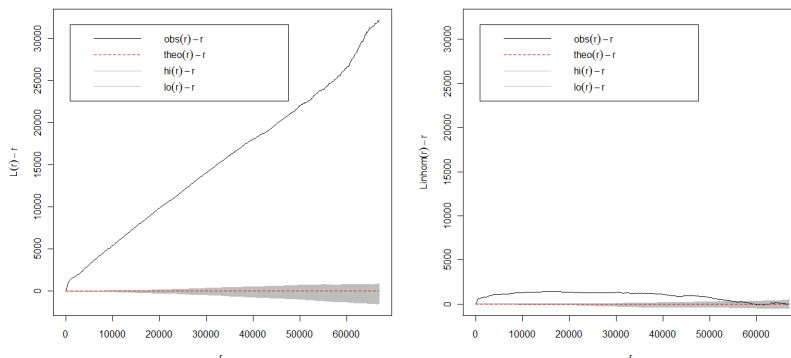 L(r) − r
0
5000
10000
15000
20000
25000
30000
obs(r) − r
theo(r) − r
hi(r) − r
lo(r) − r
0 10000 20000 30000 40000 50000 60000
r
Linhom(r) − r
0
5000
10000
15000
20000
25000
30000
obs(r) − r
theo(r) − r
hi(r) − r
lo(r) − r
0 10000 20000 30000 40000 50000 60000
r